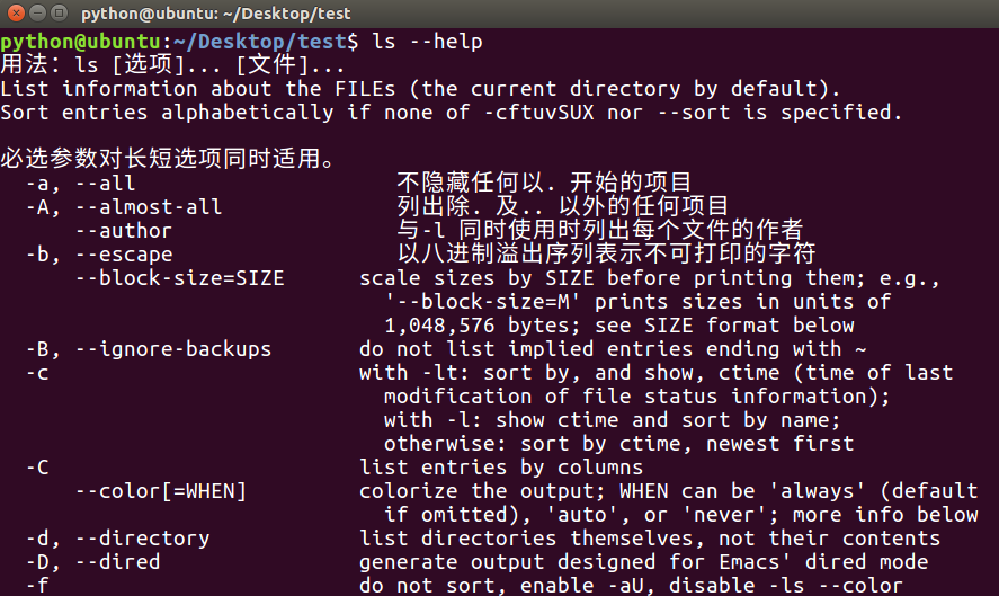 python@ubuntu: ~/Desktop/test
python@ubuntu:~/Desktop/test$ ls --help
用法：ls [选项]... [文件]...
List information about the FILEs (the current directory by default).
Sort entries alphabetically if none of -cftuvSUX nor --sort is specified.
必选参数对长短选项同时适用。
  -a, --all                     不隐藏任何以. 开始的项目
  -A, --almost-all              列出除. 及.. 以外的任何项目
      --author                  与-l 同时使用时列出每个文件的作者
  -b, --escape                  以八进制溢出序列表示不可打印的字符
      --block-size=SIZE      scale sizes by SIZE before printing them; e.g.,
                               '--block-size=M' prints sizes in units of
                               1,048,576 bytes; see SIZE format below
  -B, --ignore-backups       do not list implied entries ending with ~
  -c                         with -lt: sort by, and show, ctime (time of last
                               modification of file status information);
                               with -l: show ctime and sort by name;
                               otherwise: sort by ctime, newest first
  -C                         list entries by columns
      --color[=WHEN]         colorize the output; WHEN can be 'always' (default
                               if omitted), 'auto', or 'never'; more info below
  -d, --directory            list directories themselves, not their contents
  -D, --dired                generate output designed for Emacs' dired mode
  -f                         do not sort, enable -aU, disable -ls --color